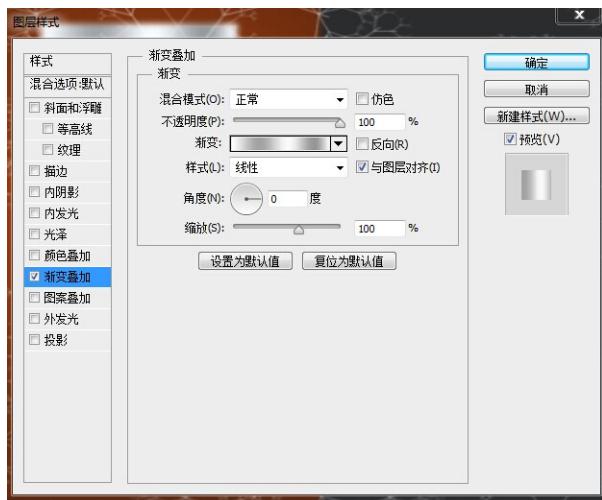 图层样式
x
样式
混合选项:默认
斜面和浮雕
等高线
纹理
描边
内阴影
内发光
光泽
颜色叠加
渐变叠加
图案叠加
外发光
投影
渐变叠加
渐变
混合模式(O): 正常 仿色
不透明度(P): 100 %
渐变: 反向(R)
样式(L): 线性 与图层对齐(I)
角度(N): 0 度
缩放(S): 100 %
设置为默认值 复位为默认值
确定
取消
新建样式(W)...
预览(V)